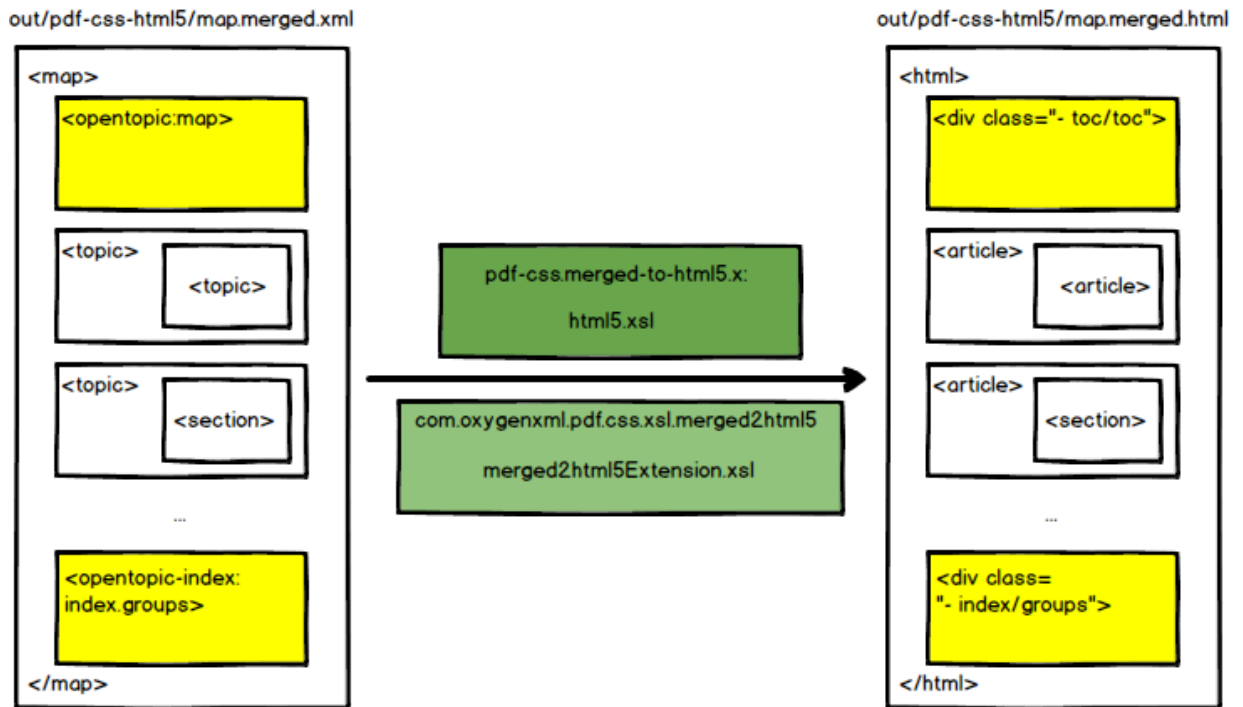 out/pdf-css-html5/map.merged.xml
<map>
<opentopic:map>
<topic>
<topic>
<topic>
<section>
...
<opentopic-index:
index.groups>
</map>
pdf-css.merged-to-html5.x:
html5.xsl
com.oxygenxml.pdf.css.xsl.merged2html5
merged2html5Extension.xsl
out/pdf-css-html5/map.merged.html
<html>
<div class="- toc/toc">
<article>
<article>
<article>
<section>
...
<div class=
"- index/groups">
</html>